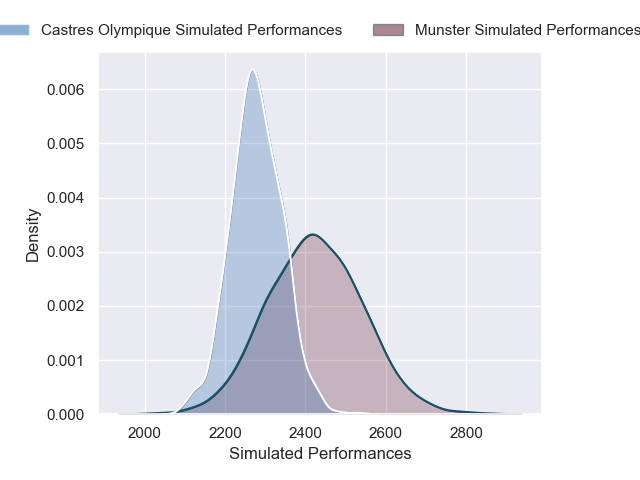 Castres Olympique Simulated Performances Munster Simulated Performances
0.006
0.005
0.004
0.003
0.002
0.001
0.000
Density
2000 2200 2400 2600 2800
Simulated Performances